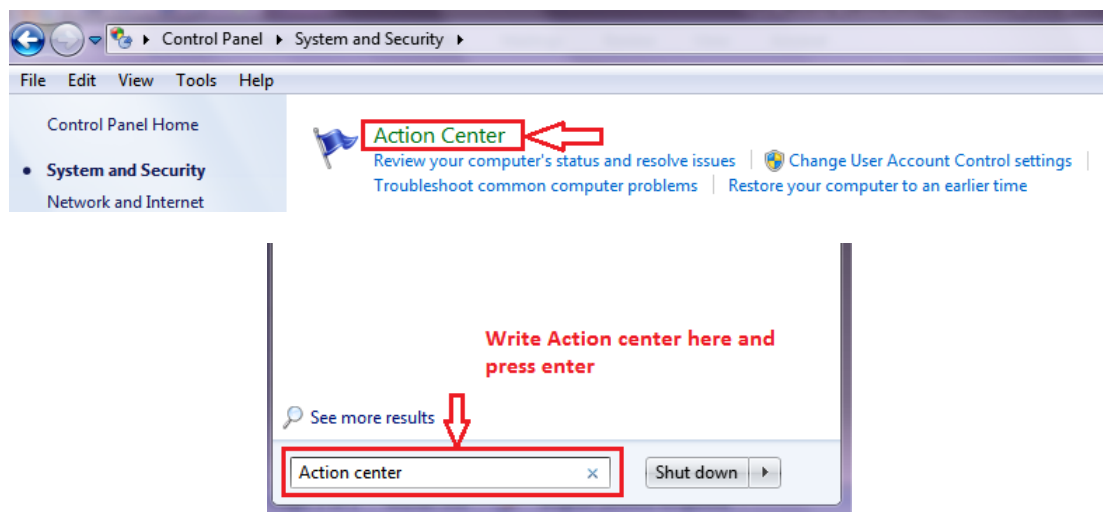 Control Panel ▸ System and Security ▸
File Edit View Tools Help
Control Panel Home
• System and Security
Network and Internet
Action Center
Review your computer's status and resolve issues | Change User Account Control settings |
Troubleshoot common computer problems | Restore your computer to an earlier time
Write Action center here and
press enter
See more results
Action center
Shut down